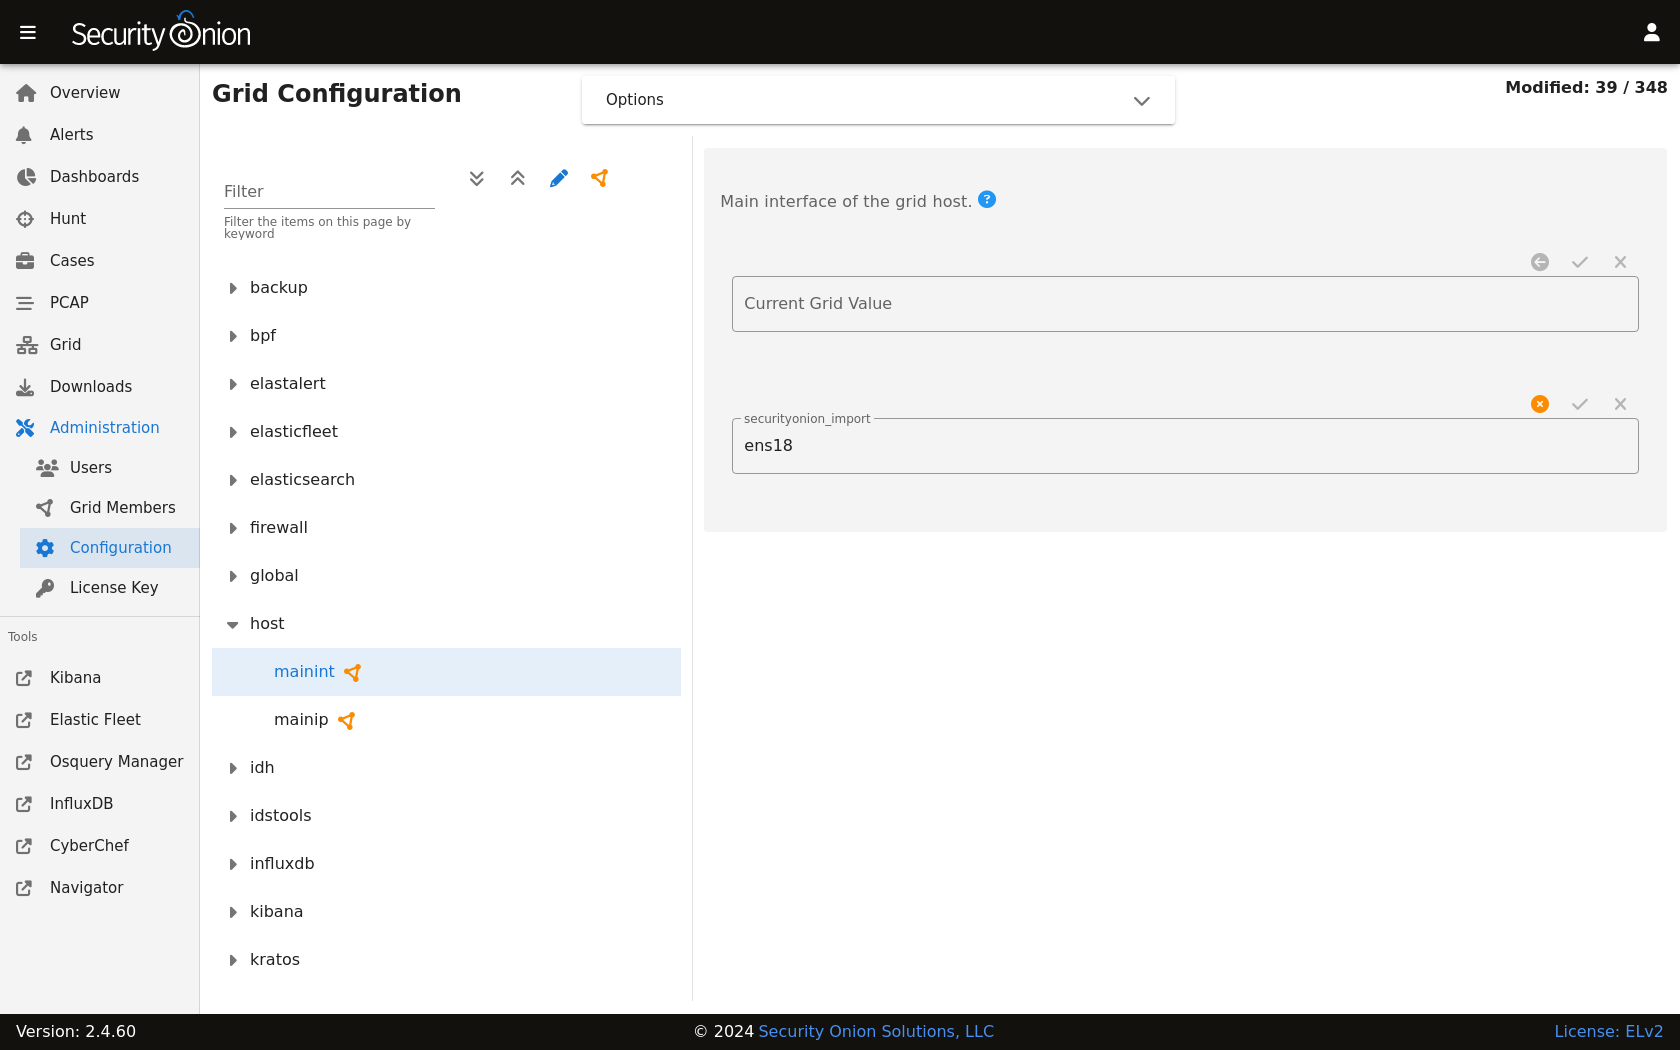 Security Onion
Overview
Alerts
Dashboards
Hunt
Cases
PCAP
Grid
Downloads
Administration
Users
Grid Members
Configuration
License Key
Tools
Kibana
Elastic Fleet
Osquery Manager
InfluxDB
CyberChef
Navigator
Grid Configuration
Options
Modified: 39 / 348
Filter
Filter the items on this page by
keyword
backup
bpf
elastalert
elasticfleet
elasticsearch
firewall
global
host
mainint
mainip
idh
idstools
influxdb
kibana
kratos
Main interface of the grid host. ?
Current Grid Value
securityonion_import
ens18
Version: 2.4.60
© 2024 Security Onion Solutions, LLC
License: ELv2